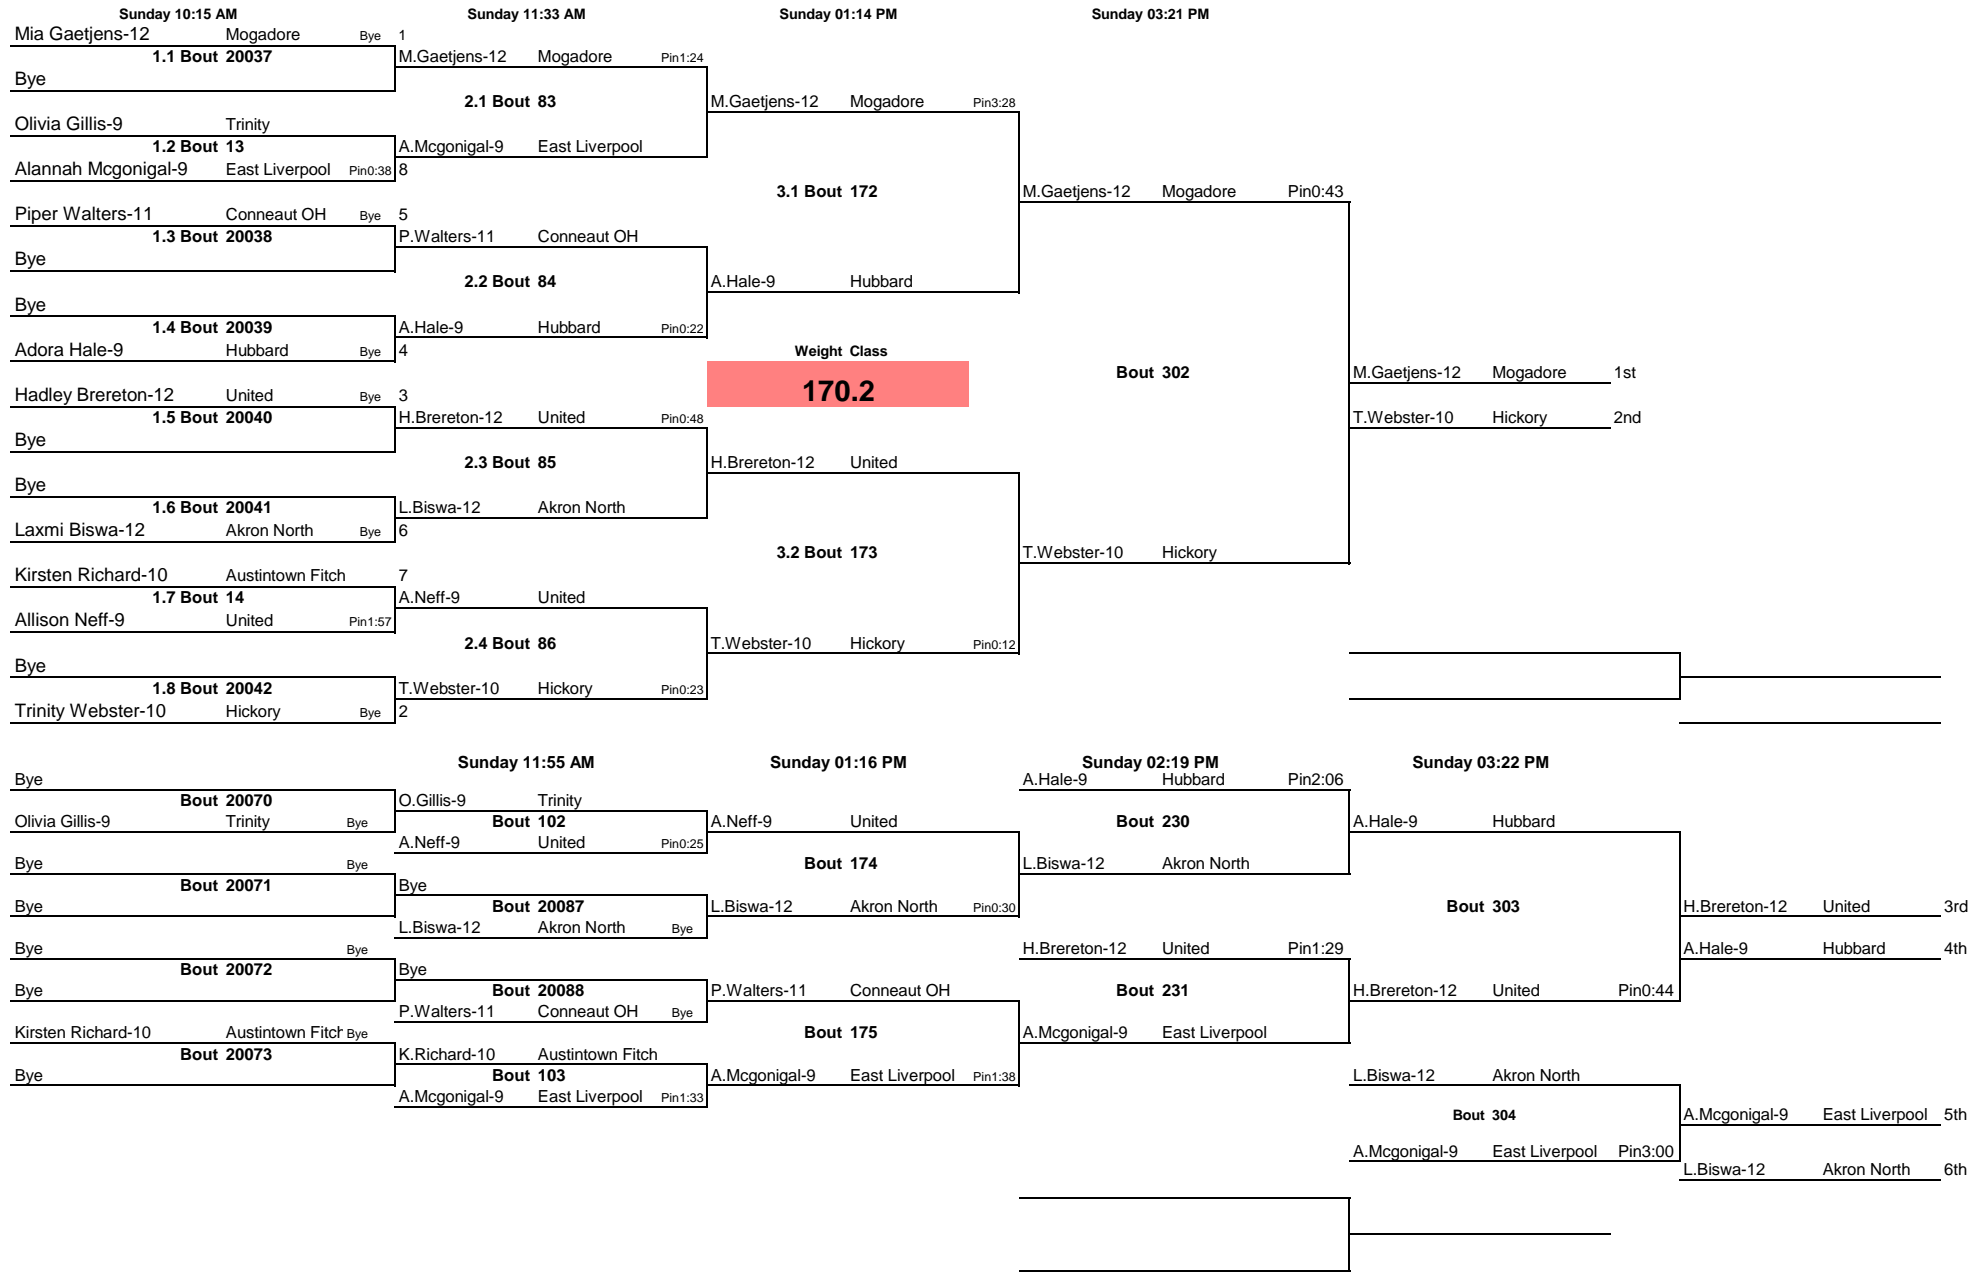 Sunday 10:15 AM Sunday 11:33 AM Sunday 01:14 PM Sunday 03:21 PM
Mia Gaetjens-12 Mogadore Bye 1
1.1 Bout 20037 M.Gaetjens-12 Mogadore Pin1:24
Bye
2.1 Bout 83 M.Gaetjens-12 Mogadore Pin3:28
Olivia Gillis-9 Trinity
1.2 Bout 13 A.Mcgonigal-9 East Liverpool
Alannah Mcgonigal-9 East Liverpool Pin0:38 8
3.1 Bout 172 M.Gaetjens-12 Mogadore Pin0:43
Piper Walters-11 Conneaut OH Bye 5
1.3 Bout 20038 P.Walters-11 Conneaut OH
Bye
2.2 Bout 84 A.Hale-9 Hubbard
Bye
1.4 Bout 20039 A.Hale-9 Hubbard Pin0:22
Adora Hale-9 Hubbard Bye 4 Weight Class
Bout 302 M.Gaetjens-12 Mogadore 1st
170.2
Hadley Brereton-12 United Bye 3
1.5 Bout 20040 H.Brereton-12 United Pin0:48 T.Webster-10 Hickory 2nd
Bye
2.3 Bout 85 H.Brereton-12 United
Bye
1.6 Bout 20041 L.Biswa-12 Akron North
Laxmi Biswa-12 Akron North Bye 6
3.2 Bout 173 T.Webster-10 Hickory
Kirsten Richard-10 Austintown Fitch 7
1.7 Bout 14 A.Neff-9 United
Allison Neff-9 United Pin1:57
2.4 Bout 86 T.Webster-10 Hickory Pin0:12
Bye
1.8 Bout 20042 T.Webster-10 Hickory Pin0:23
Trinity Webster-10 Hickory Bye 2
Sunday 11:55 AM Sunday 01:16 PM Sunday 02:19 PM Sunday 03:22 PM
Bye A.Hale-9 Hubbard Pin2:06
Bout 20070 O.Gillis-9 Trinity
Olivia Gillis-9 Trinity Bye Bout 102 A.Neff-9 United Bout 230 A.Hale-9 Hubbard
A.Neff-9 United Pin0:25
Bye Bye Bout 174 L.Biswa-12 Akron North
Bout 20071 Bye
Bye Bout 20087 L.Biswa-12 Akron North Pin0:30 Bout 303 H.Brereton-12 United 3rd
L.Biswa-12 Akron North Bye
Bye Bye H.Brereton-12 United Pin1:29 A.Hale-9 Hubbard 4th
Bout 20072 Bye
Bye Bout 20088 P.Walters-11 Conneaut OH Bout 231 H.Brereton-12 United Pin0:44
P.Walters-11 Conneaut OH Bye
Kirsten Richard-10 Austintown Fitch Bye Bout 175 A.Mcgonigal-9 East Liverpool
Bout 20073 K.Richard-10 Austintown Fitch
Bye Bout 103 A.Mcgonigal-9 East Liverpool Pin1:38 L.Biswa-12 Akron North
A.Mcgonigal-9 East Liverpool Pin1:33
Bout 304 A.Mcgonigal-9 East Liverpool 5th
A.Mcgonigal-9 East Liverpool Pin3:00
L.Biswa-12 Akron North 6th